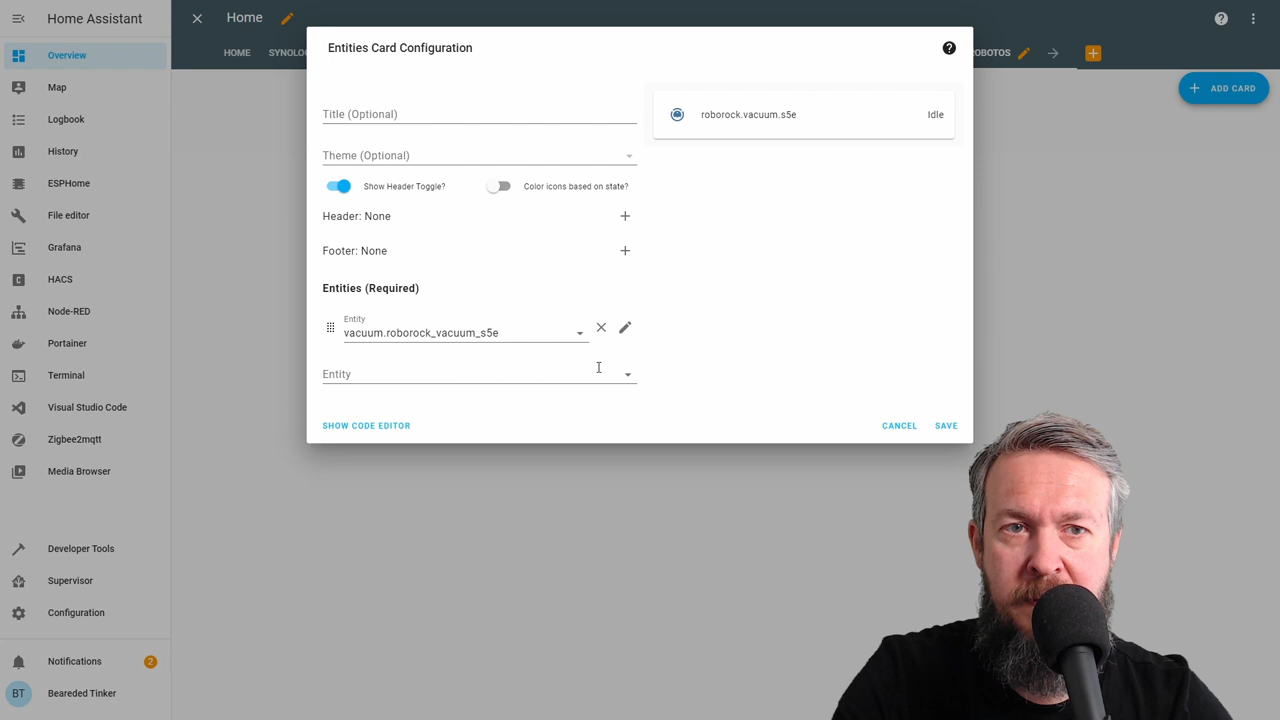 Home Assistant
Overview
Map
Logbook
History
ESPHome
File editor
Grafana
HACS
Node-RED
Portainer
Terminal
Visual Studio Code
Zigbee2mqtt
Media Browser
Developer Tools
Supervisor
Configuration
Notifications 2
BT Beareded Tinker
Home
HOME
ADD CARD
Entities Card Configuration
Title (Optional)
Theme (Optional)
Show Header Toggle? Color icons based on state?
Header: None
Footer: None
Entities (Required)
Entity
vacuum.roborock_vacuum_s5e
Entity
SHOW CODE EDITOR
CANCEL SAVE
roborock.vacuum.s5e Idle